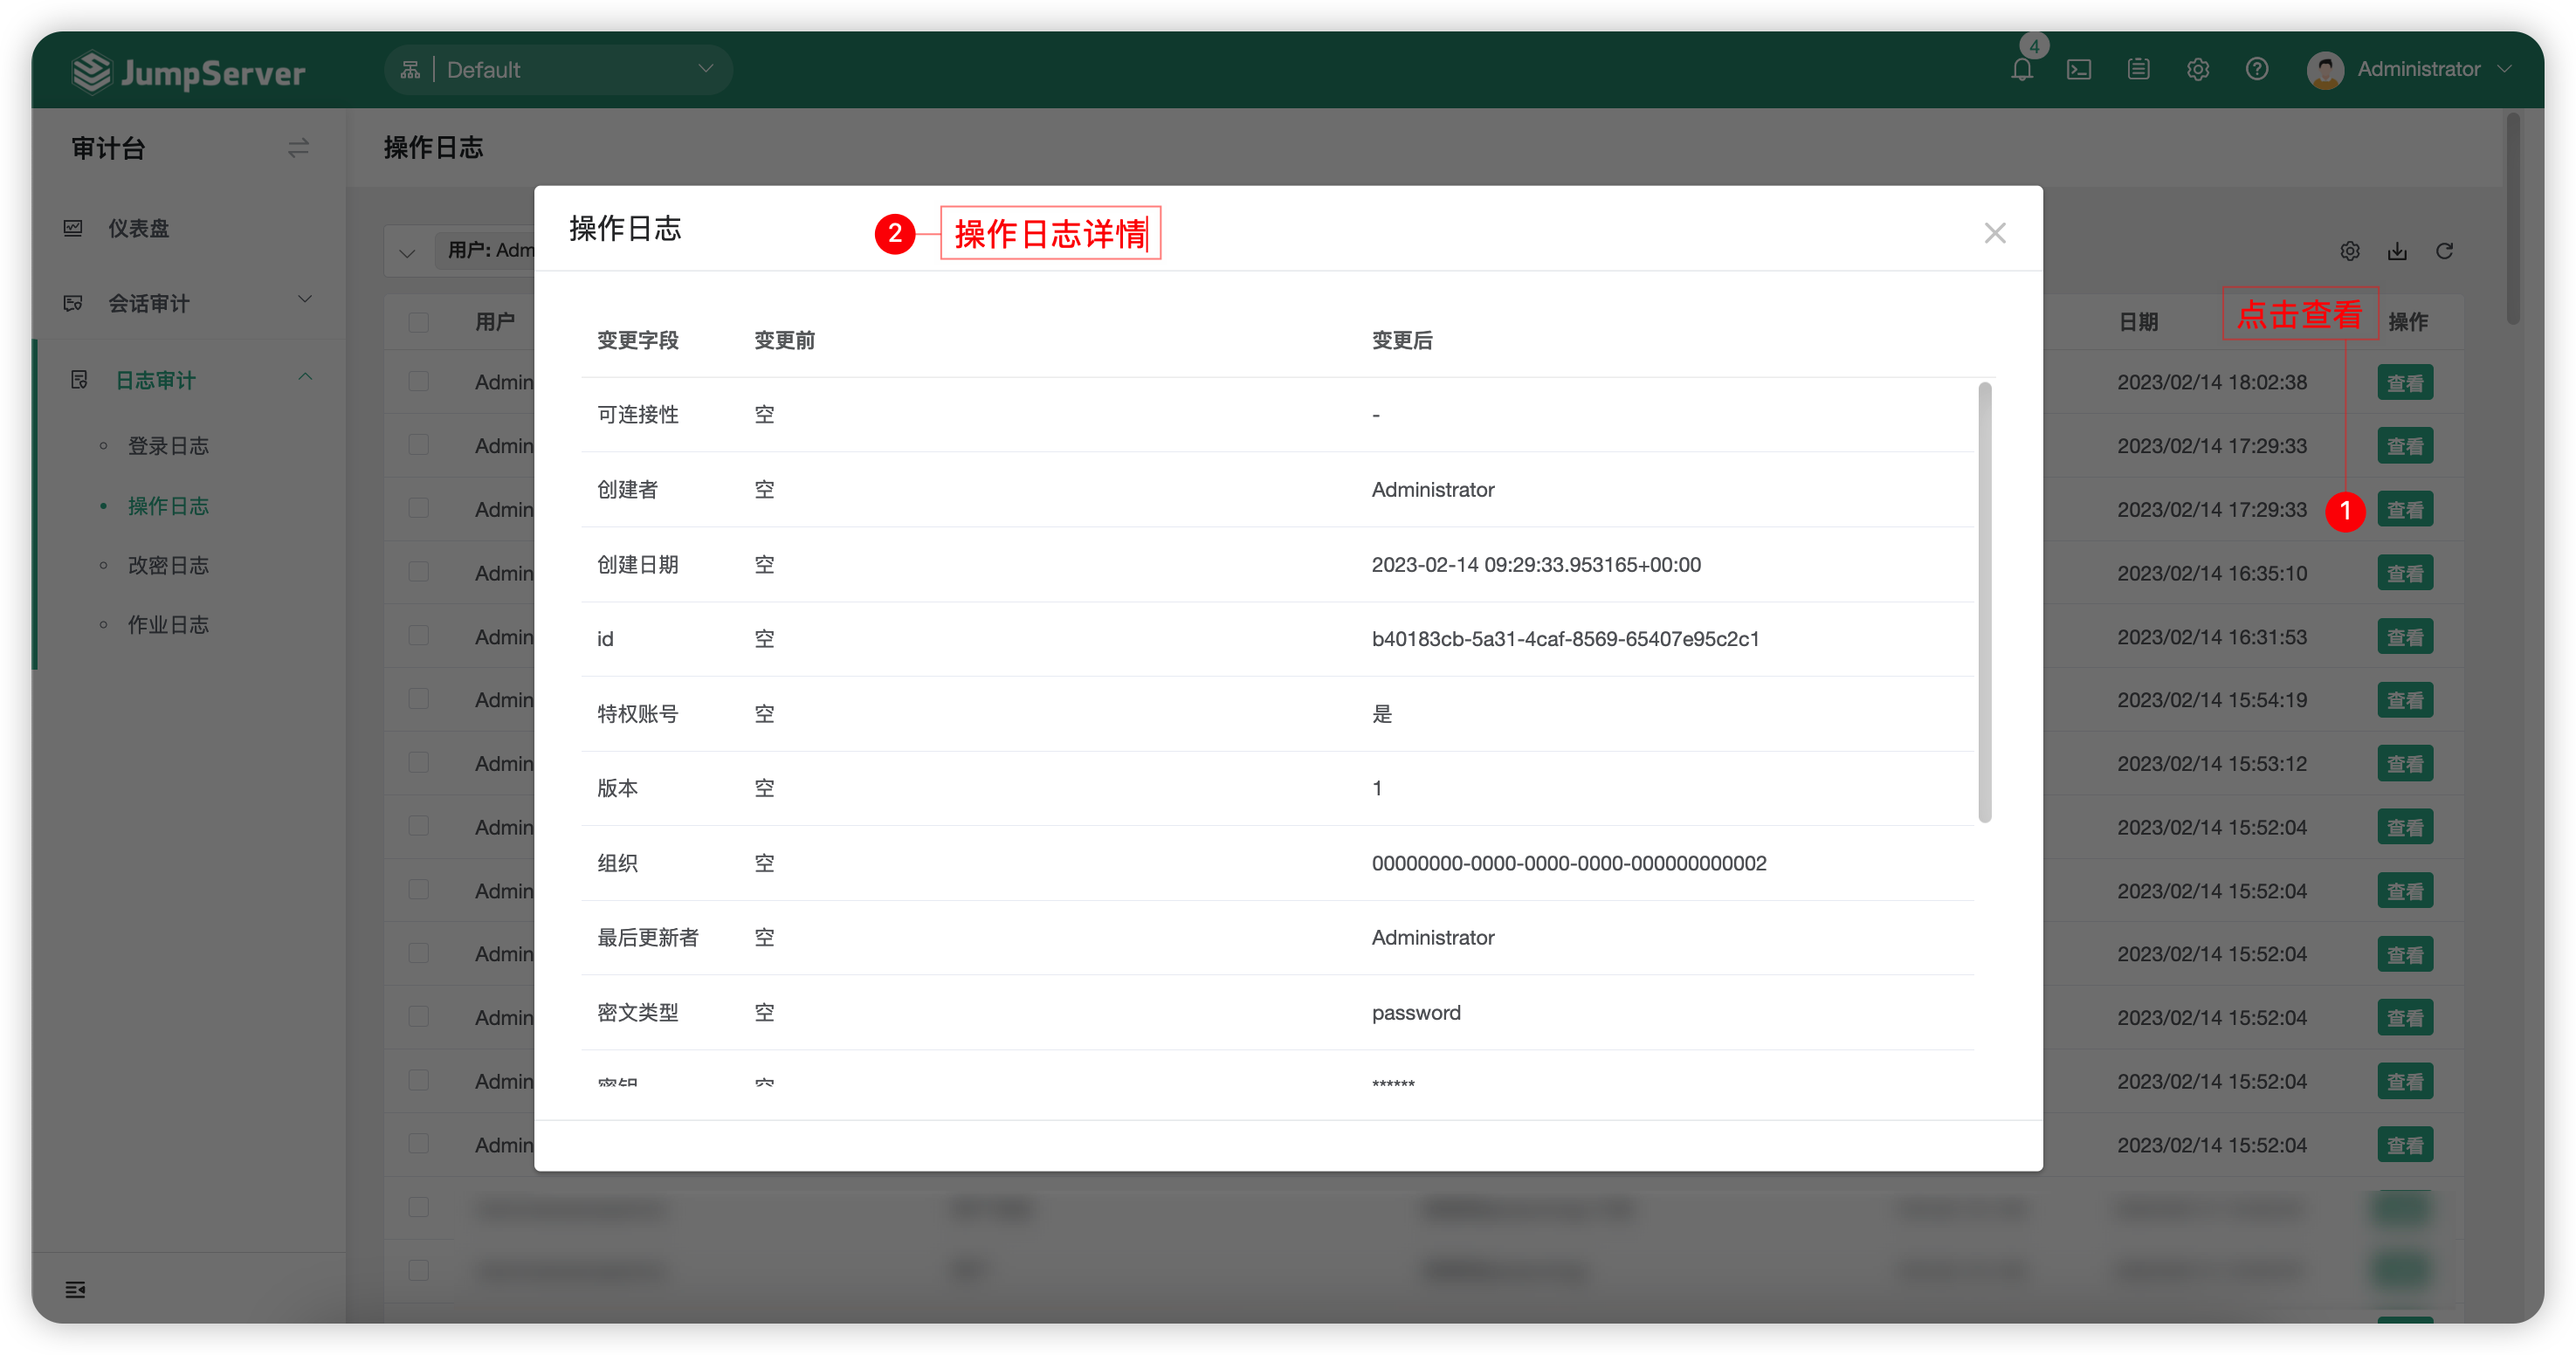 JumpServer
Default
4
Administrator
审计台
操作日志
仪表盘
会话审计
日志审计
登录日志
操作日志
改密日志
作业日志
用户: Adm
用户
日期
点击查看
操作
Admin
2023/02/14 18:02:38
查看
Admin
2023/02/14 17:29:33
查看
Admin
2023/02/14 17:29:33
1
查看
Admin
2023/02/14 16:35:10
查看
Admin
2023/02/14 16:31:53
查看
Admin
2023/02/14 15:54:19
查看
Admin
2023/02/14 15:53:12
查看
Admin
2023/02/14 15:52:04
查看
Admin
2023/02/14 15:52:04
查看
Admin
2023/02/14 15:52:04
查看
Admin
2023/02/14 15:52:04
查看
Admin
2023/02/14 15:52:04
查看
Admin
2023/02/14 15:52:04
查看
操作日志
2
操作日志详情
变更字段 变更前 变更后
可连接性 空 -
创建者 空 Administrator
创建日期 空 2023-02-14 09:29:33.953165+00:00
id 空 b40183cb-5a31-4caf-8569-65407e95c2c1
特权账号 空 是
版本 空 1
组织 空 00000000-0000-0000-0000-000000000002
最后更新者 空 Administrator
密文类型 空 password
密钥 空 ******